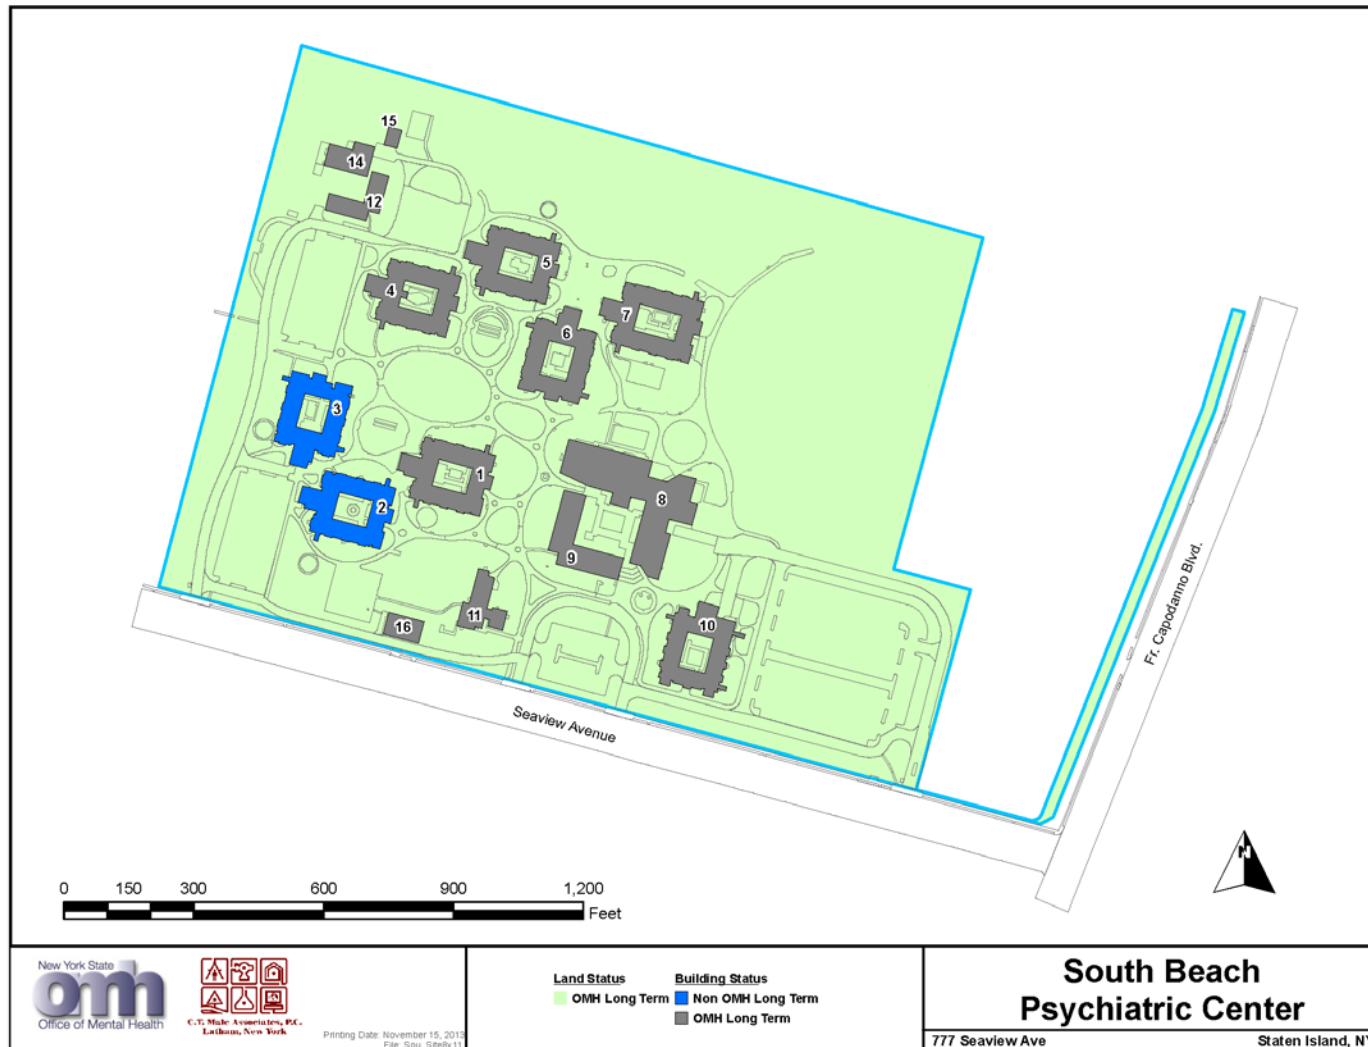 15
14
12
5
4
7
6
3
1
2
8
9
11
10
16
Seaview Avenue
Fr. Capodanno Blvd.
N
0 150 300 600 900 1,200
Feet
New York State
omh
Office of Mental Health
C.T. Male Associates, P.C.
Latham, New York
Printing Date: November 15, 2013
Land Status
OMH Long Term
Building Status
Non OMH Long Term
OMH Long Term
South Beach
Psychiatric Center
777 Seaview Ave
Staten Island, NY